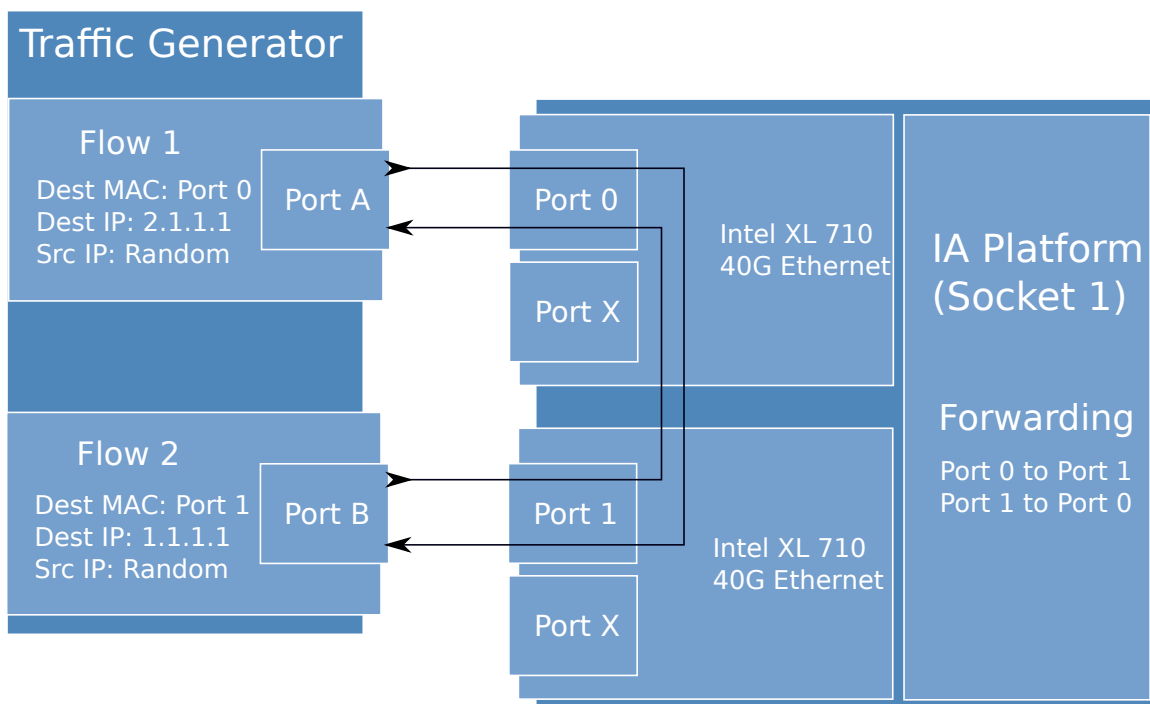 Traffic Generator
Flow 1
Dest MAC: Port 0
Dest IP: 2.1.1.1
Src IP: Random
Port A
Flow 2
Dest MAC: Port 1
Dest IP: 1.1.1.1
Src IP: Random
Port B
Port 0
Port X
Intel XL 710
40G Ethernet
Port 1
Port X
Intel XL 710
40G Ethernet
IA Platform
(Socket 1)
Forwarding
Port 0 to Port 1
Port 1 to Port 0